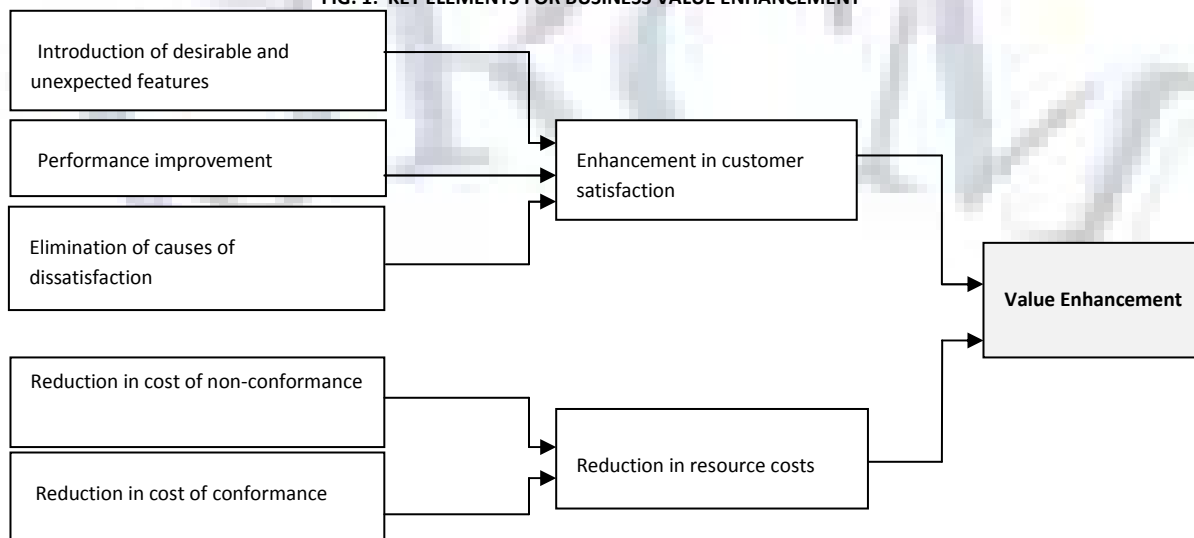 FIG. 1: KEY ELEMENTS FOR BUSINESS VALUE ENHANCEMENT
Introduction of desirable and
unexpected features
Performance improvement
Elimination of causes of
dissatisfaction
Enhancement in customer
satisfaction
Value Enhancement
Reduction in cost of non-conformance
Reduction in cost of conformance
Reduction in resource costs